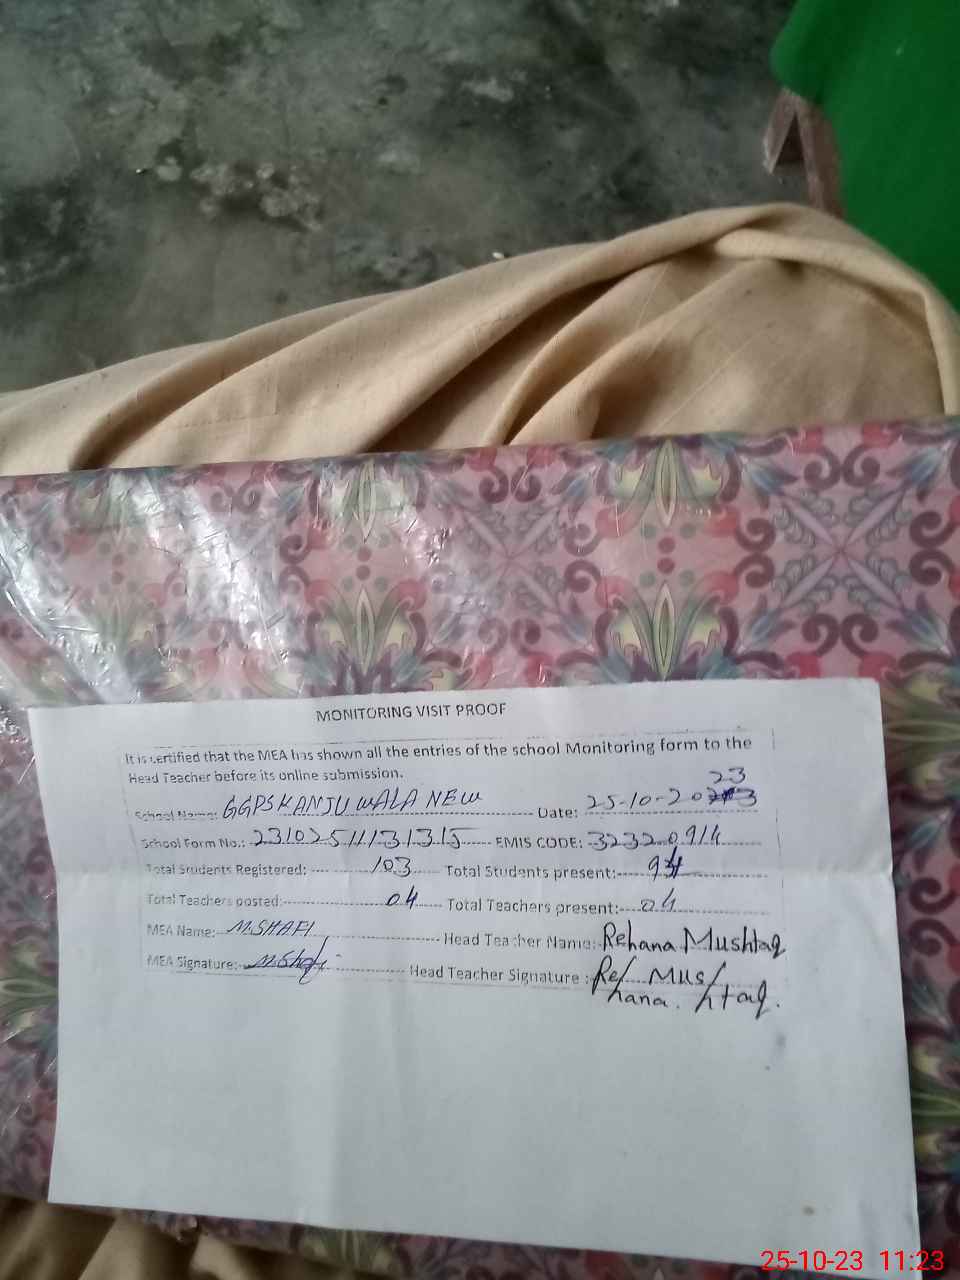 MONITORING VISIT PROOF
It is certified that the MEA has shown all the entries of the school Monitoring form to the
Head Teacher before its online submission.
School Name: GGPS KANJU WALA NEW Date: 25-10-2023
School Form No.: 23102511131315 EMIS CODE: 32320914
Total Students Registered: 103 Total Students present: 94
Total Teachers posted: 04 Total Teachers present: 04
MEA Name: M.SHAFI Head Teacher Name: Rehana Mushtaq
MEA Signature: M.Shafi Head Teacher Signature: Rehana. Mushtaq.
25-10-23 11:23